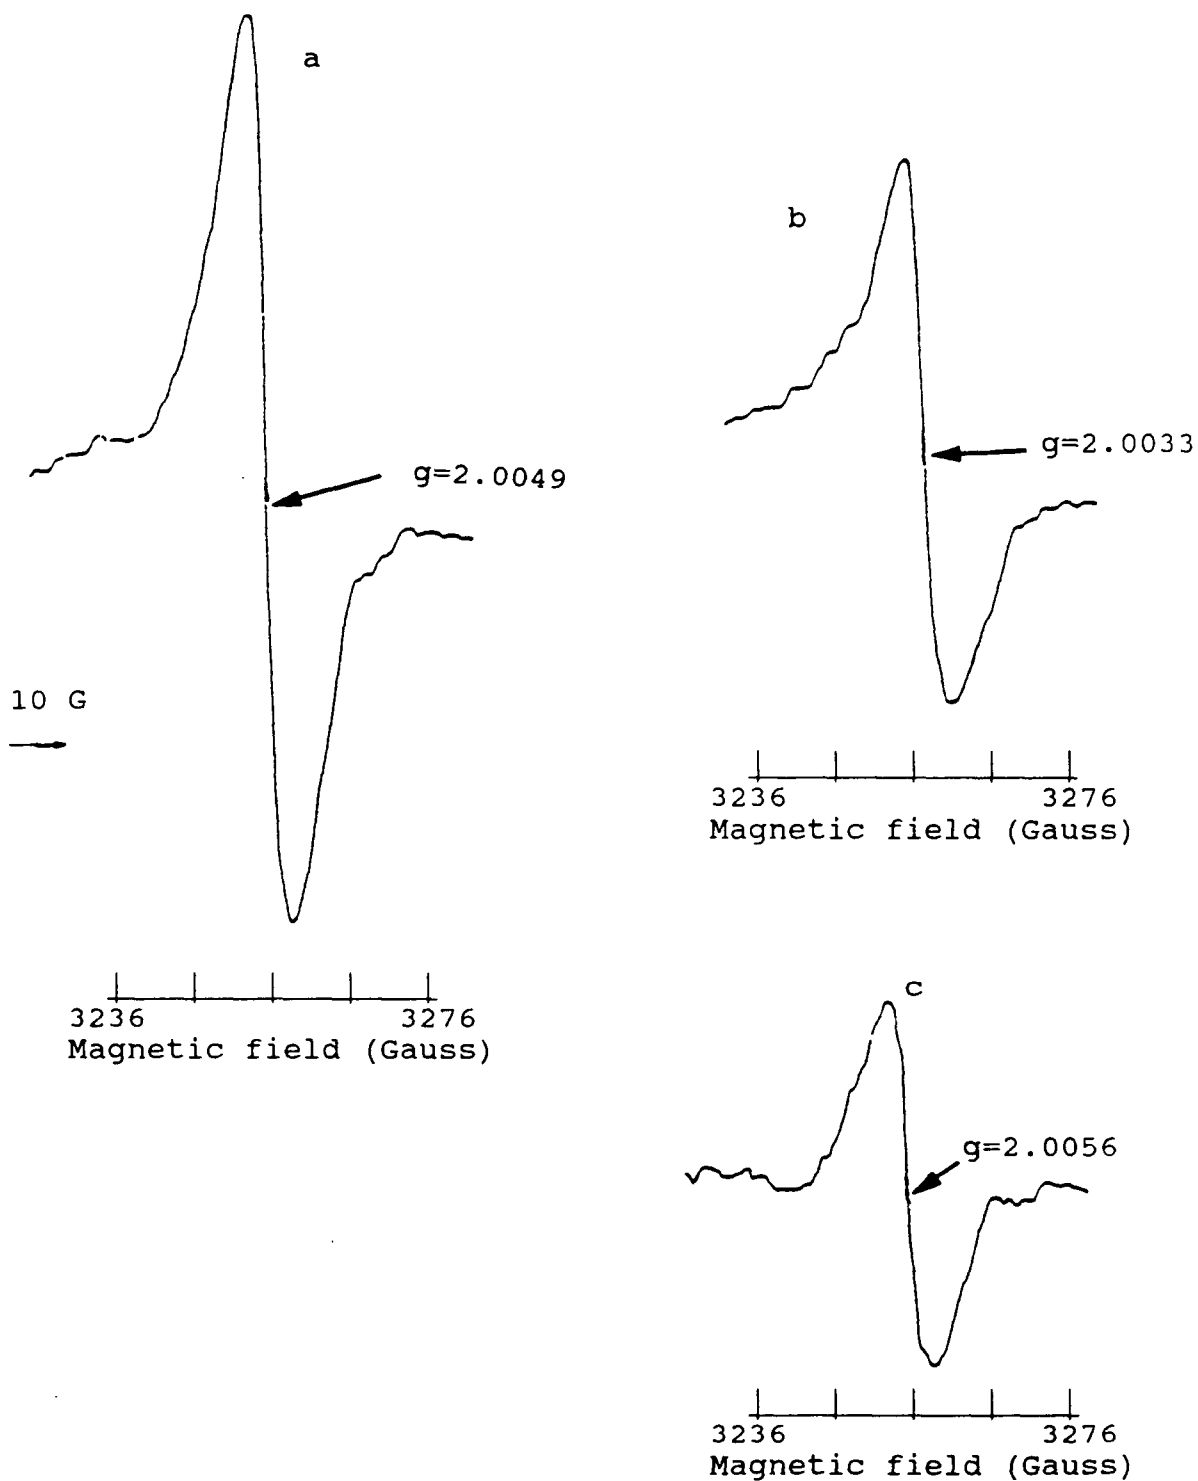 a
g=2.0049
10 G
3236 3276
Magnetic field (Gauss)
b
g=2.0033
3236 3276
Magnetic field (Gauss)
c
g=2.0056
3236 3276
Magnetic field (Gauss)